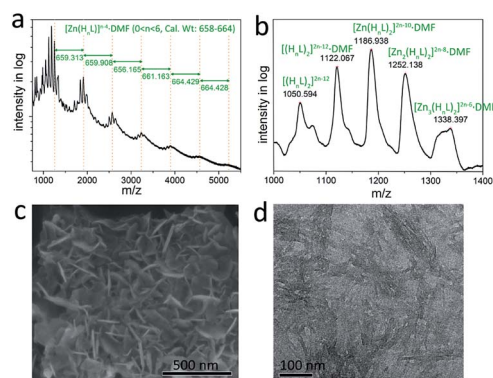 a
[Zn(HₙL)]ⁿ⁻⁴·DMF (0<n<6, Cal. Wt: 658-664)
659.313
659.908
656.165
661.163
664.429
664.428
intensity in log
1000 2000 3000 4000 5000
m/z
b
[Zn(HₙL)₂]²ⁿ⁻¹⁰·DMF
1186.938
[(HₙL)₂]²ⁿ⁻¹²·DMF
1122.067
[Zn₂(HₙL)₂]²ⁿ⁻⁸·DMF
1252.138
[(HₙL)₂]²ⁿ⁻¹²
1050.594
[Zn₃(HₙL)₂]²ⁿ⁻⁶·DMF
1338.397
intensity in log
1000 1100 1200 1300 1400
m/z
c
500 nm
d
100 nm